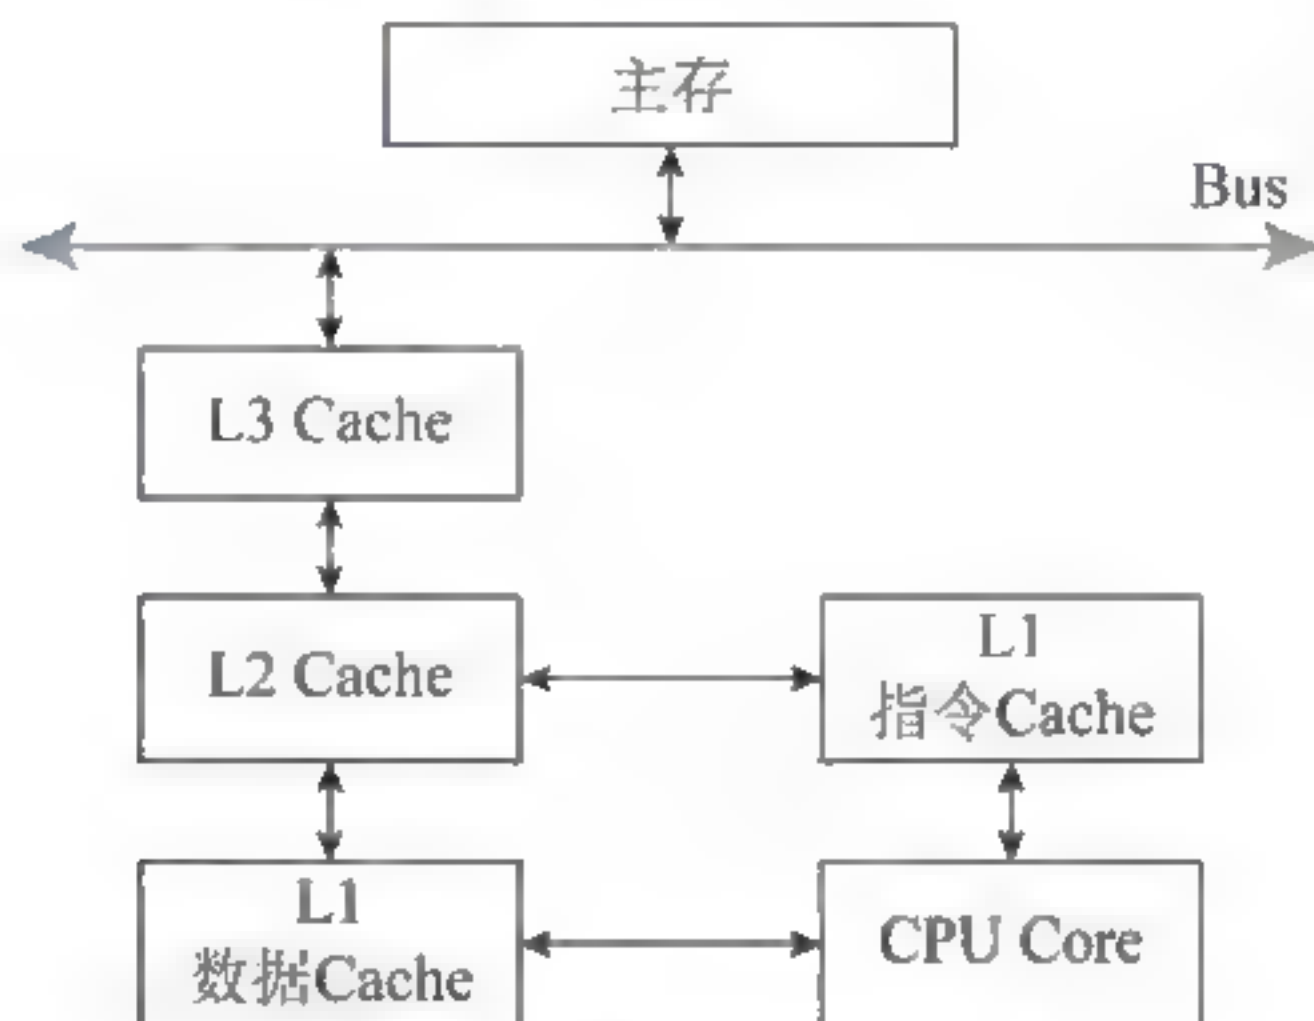 主存
Bus
L3 Cache
L2 Cache
L1
指令Cache
L1
数据Cache
CPU Core